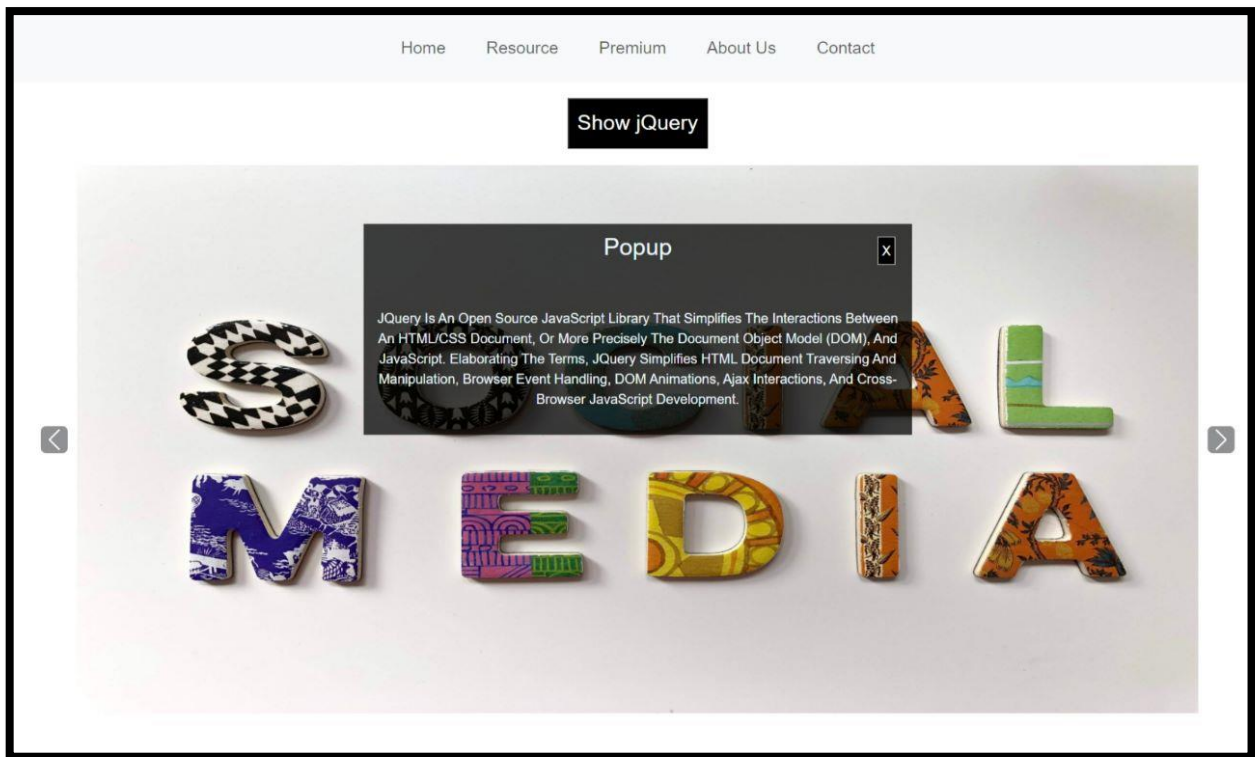 Home Resource Premium About Us Contact
Show jQuery
Popup
X
JQuery Is An Open Source JavaScript Library That Simplifies The Interactions Between
An HTML/CSS Document, Or More Precisely The Document Object Model (DOM), And
JavaScript. Elaborating The Terms, JQuery Simplifies HTML Document Traversing And
Manipulation, Browser Event Handling, DOM Animations, Ajax Interactions, And Cross-
Browser JavaScript Development.
SOCIAL
MEDIA